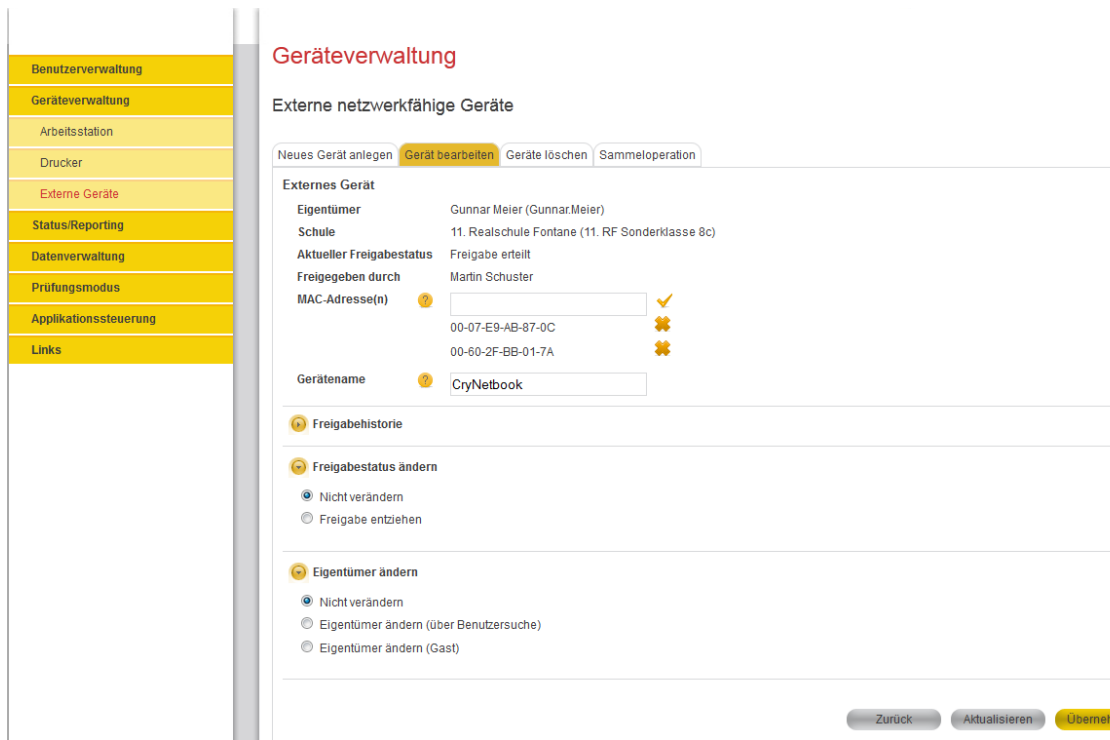 Benutzerverwaltung
Geräteverwaltung
Arbeitsstation
Drucker
Externe Geräte
Status/Reporting
Datenverwaltung
Prüfungsmodus
Applikationssteuerung
Links
Geräteverwaltung
Externe netzwerkfähige Geräte
Neues Gerät anlegen Gerät bearbeiten Geräte löschen Sammeloperation
Externes Gerät
Eigentümer Gunnar Meier (Gunnar.Meier)
Schule 11. Realschule Fontane (11. RF Sonderklasse 8c)
Aktueller Freigabestatus Freigabe erteilt
Freigegeben durch Martin Schuster
MAC-Adresse(n) ?
00-07-E9-AB-87-0C
00-60-2F-BB-01-7A
Gerätename ? CryNetbook
Freigabehistorie
Freigabestatus ändern
Nicht verändern
Freigabe entziehen
Eigentümer ändern
Nicht verändern
Eigentümer ändern (über Benutzersuche)
Eigentümer ändern (Gast)
Zurück Aktualisieren